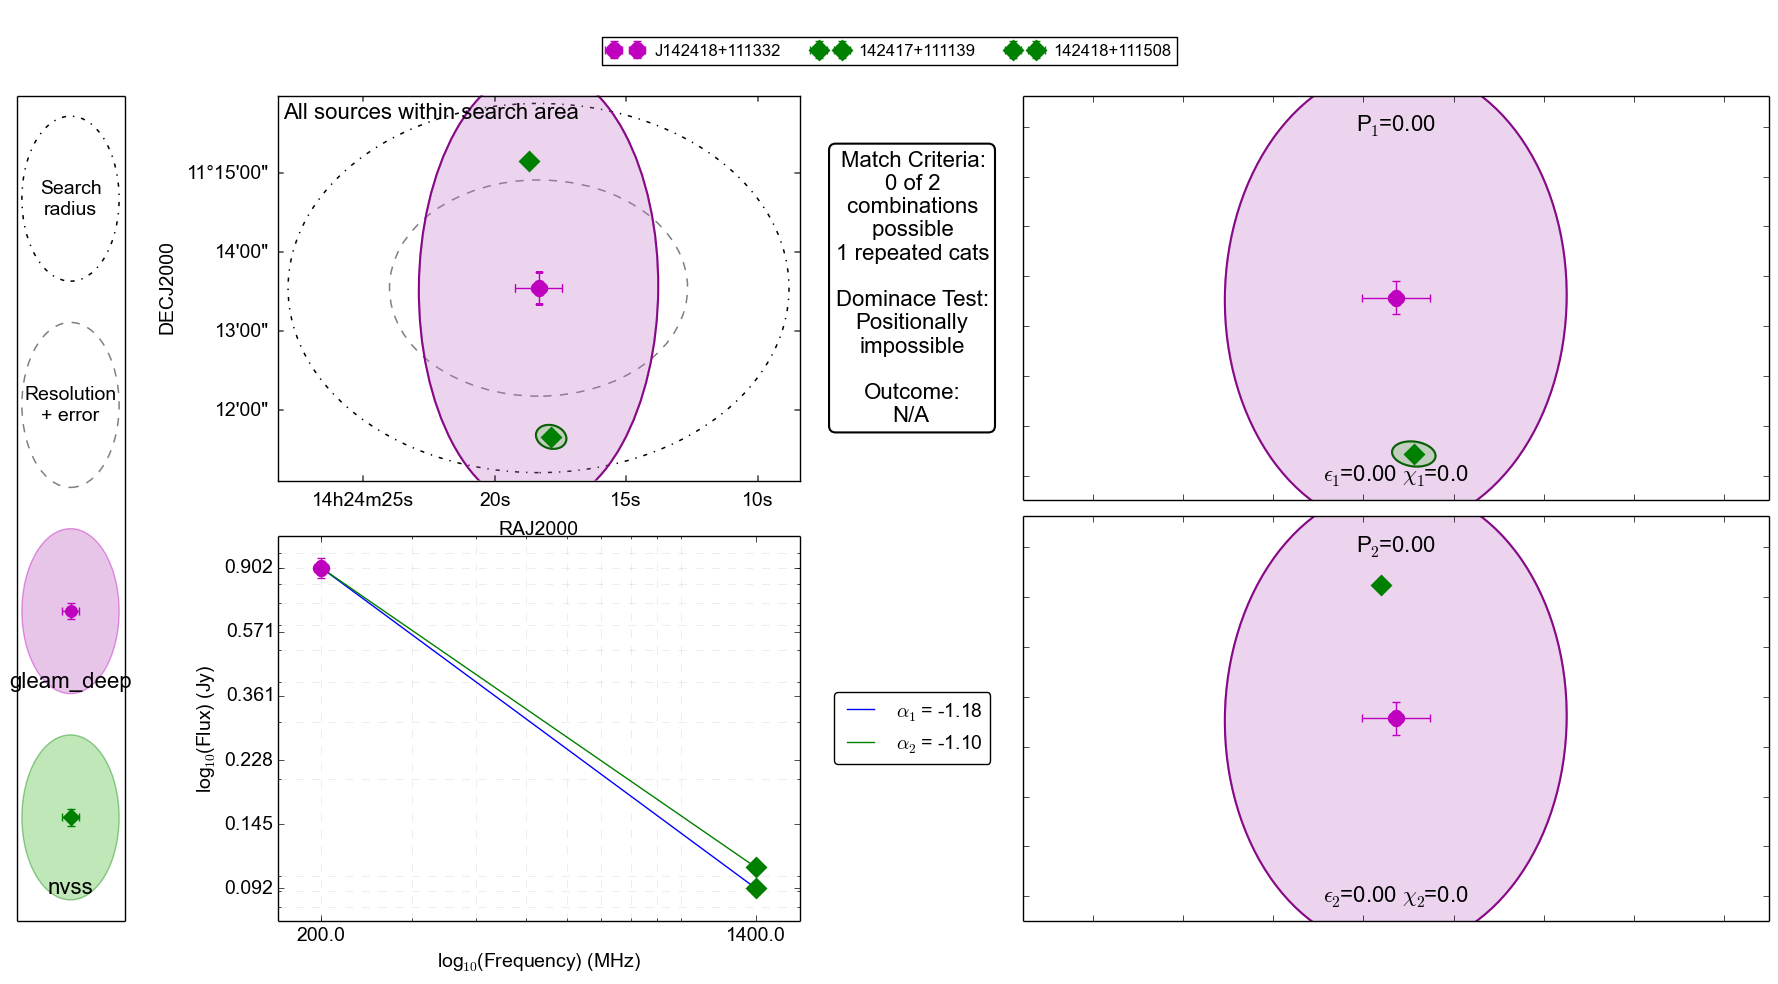 J142418+111332
142417+111139
142418+111508
Search
radius
Resolution
+ error
gleam_deep
nvss
All sources within search area
DECJ2000
11°15'00"
14'00"
13'00"
12'00"
14h24m25s
20s
15s
10s
RAJ2000
Match Criteria:
0 of 2
combinations
possible
1 repeated cats
Dominace Test:
Positionally
impossible
Outcome:
N/A
P₁=0.00
ϵ₁=0.00 χ₁=0.0
log₁₀(Flux) (Jy)
0.902
0.571
0.361
0.228
0.145
0.092
200.0
1400.0
log₁₀(Frequency) (MHz)
α₁ = -1.18
α₂ = -1.10
P₂=0.00
ϵ₂=0.00 χ₂=0.0